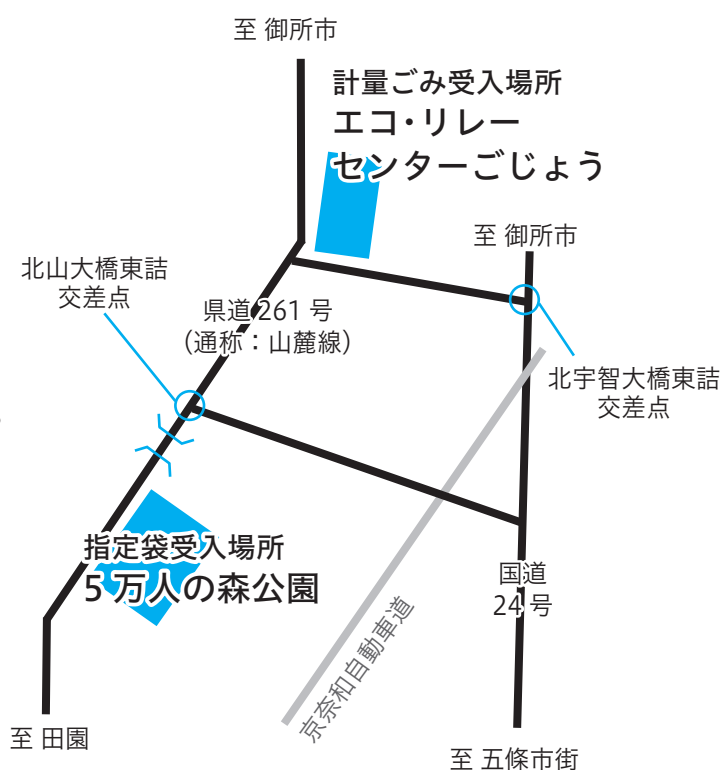 至 御所市
計量ごみ受入場所
エコ・リレー
センターごじょう
至 御所市
北山大橋東詰
交差点
県道 261 号
（通称：山麓線）
北宇智大橋東詰
交差点
指定袋受入場所
5 万人の森公園
国道
24 号
京奈和自動車道
至 田園
至 五條市街